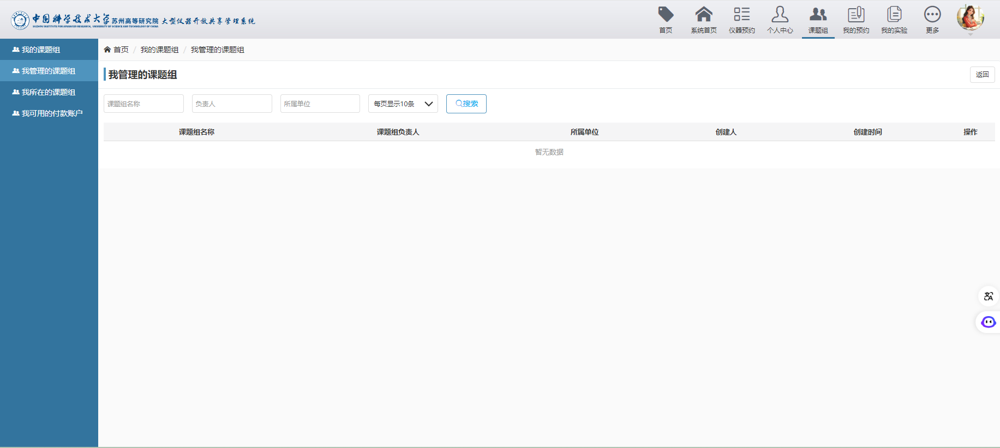 中国科学技术大学 苏州高等研究院 大型仪器开放共享管理系统
SUZHOU INSTITUTE FOR ADVANCED RESEARCH, UNIVERSITY OF SCIENCE AND TECHNOLOGY OF CHINA
首页 系统首页 仪器预约 个人中心 课题组 我的预约 我的实验 更多
我的课题组
我管理的课题组
我所在的课题组
我可用的付款账户
首页 / 我的课题组 / 我管理的课题组
我管理的课题组 返回
课题组名称 负责人 所属单位 每页显示10条 搜索
课题组名称 课题组负责人 所属单位 创建人 创建时间 操作
暂无数据